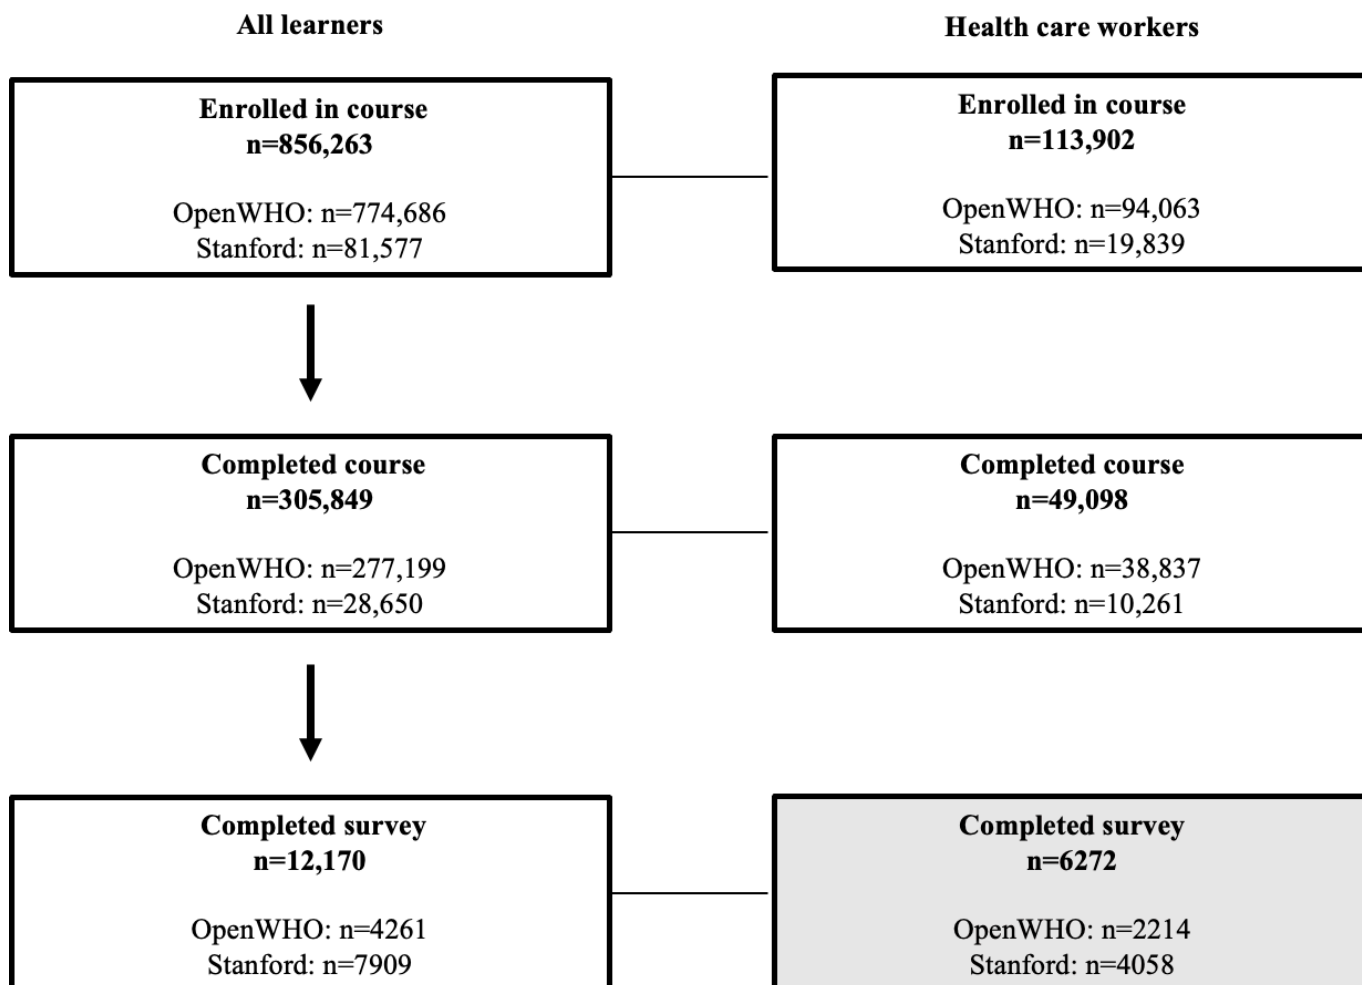 All learners
Health care workers
Enrolled in course
n=856,263
OpenWHO: n=774,686
Stanford: n=81,577
Enrolled in course
n=113,902
OpenWHO: n=94,063
Stanford: n=19,839
Completed course
n=305,849
OpenWHO: n=277,199
Stanford: n=28,650
Completed course
n=49,098
OpenWHO: n=38,837
Stanford: n=10,261
Completed survey
n=12,170
OpenWHO: n=4261
Stanford: n=7909
Completed survey
n=6272
OpenWHO: n=2214
Stanford: n=4058